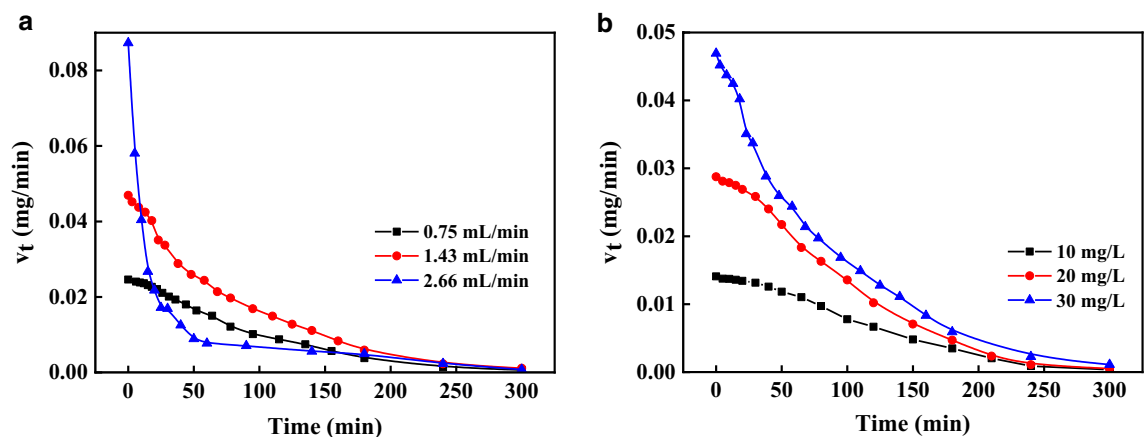 a
v_t (mg/min)
0.08
0.06
0.04
0.02
0.00
0.75 mL/min
1.43 mL/min
2.66 mL/min
0 50 100 150 200 250 300
Time (min)
b
v_t (mg/min)
0.05
0.04
0.03
0.02
0.01
0.00
10 mg/L
20 mg/L
30 mg/L
0 50 100 150 200 250 300
Time (min)